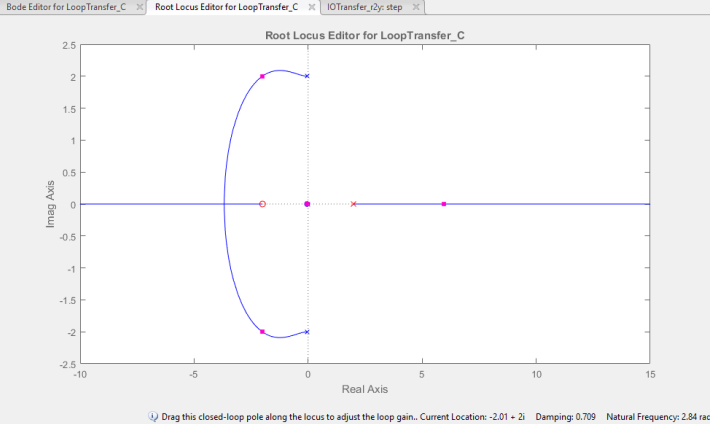 Bode Editor for LoopTransfer_C Root Locus Editor for LoopTransfer_C IOTransfer_r2y: step
Root Locus Editor for LoopTransfer_C
2.5
2
1.5
1
0.5
0
-0.5
-1
-1.5
-2
-2.5
Imag Axis
-10 -5 0 5 10 15
Real Axis
Drag this closed-loop pole along the locus to adjust the loop gain.. Current Location: -2.01 + 2i Damping: 0.709 Natural Frequency: 2.84 rad